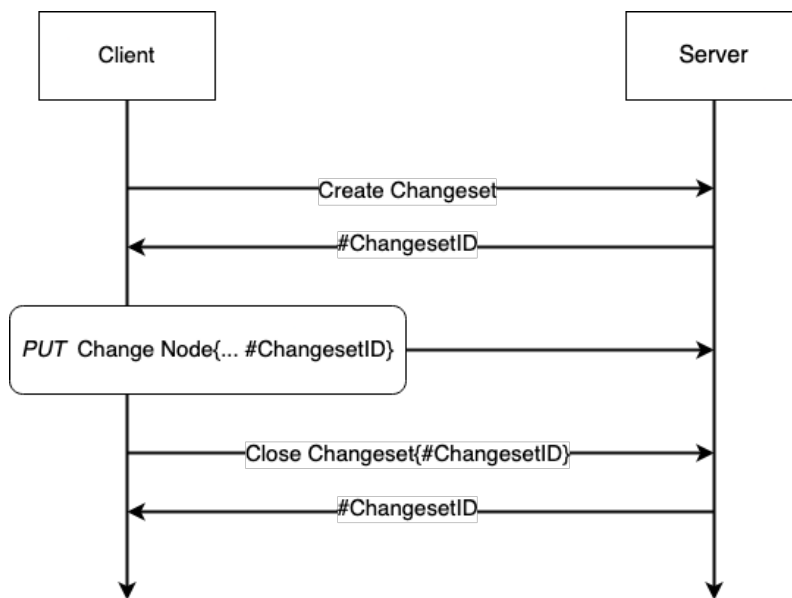 Client
Server
Create Changeset
#ChangesetID
PUT Change Node{... #ChangesetID}
Close Changeset{#ChangesetID}
#ChangesetID